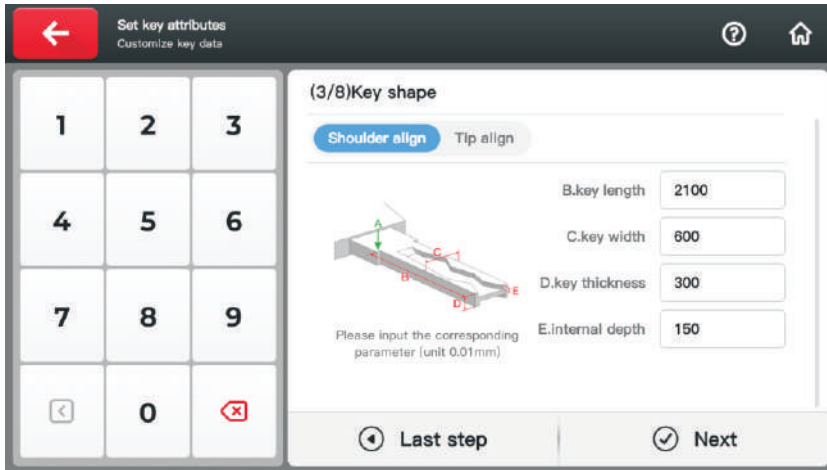 Set key attributes
Customize key data
1 2 3
4 5 6
7 8 9
0
(3/8)Key shape
Shoulder align Tip align
A
B
C
D
E
B.key length 2100
C.key width 600
D.key thickness 300
E.internal depth 150
Please input the corresponding
parameter (unit 0.01mm)
Last step Next